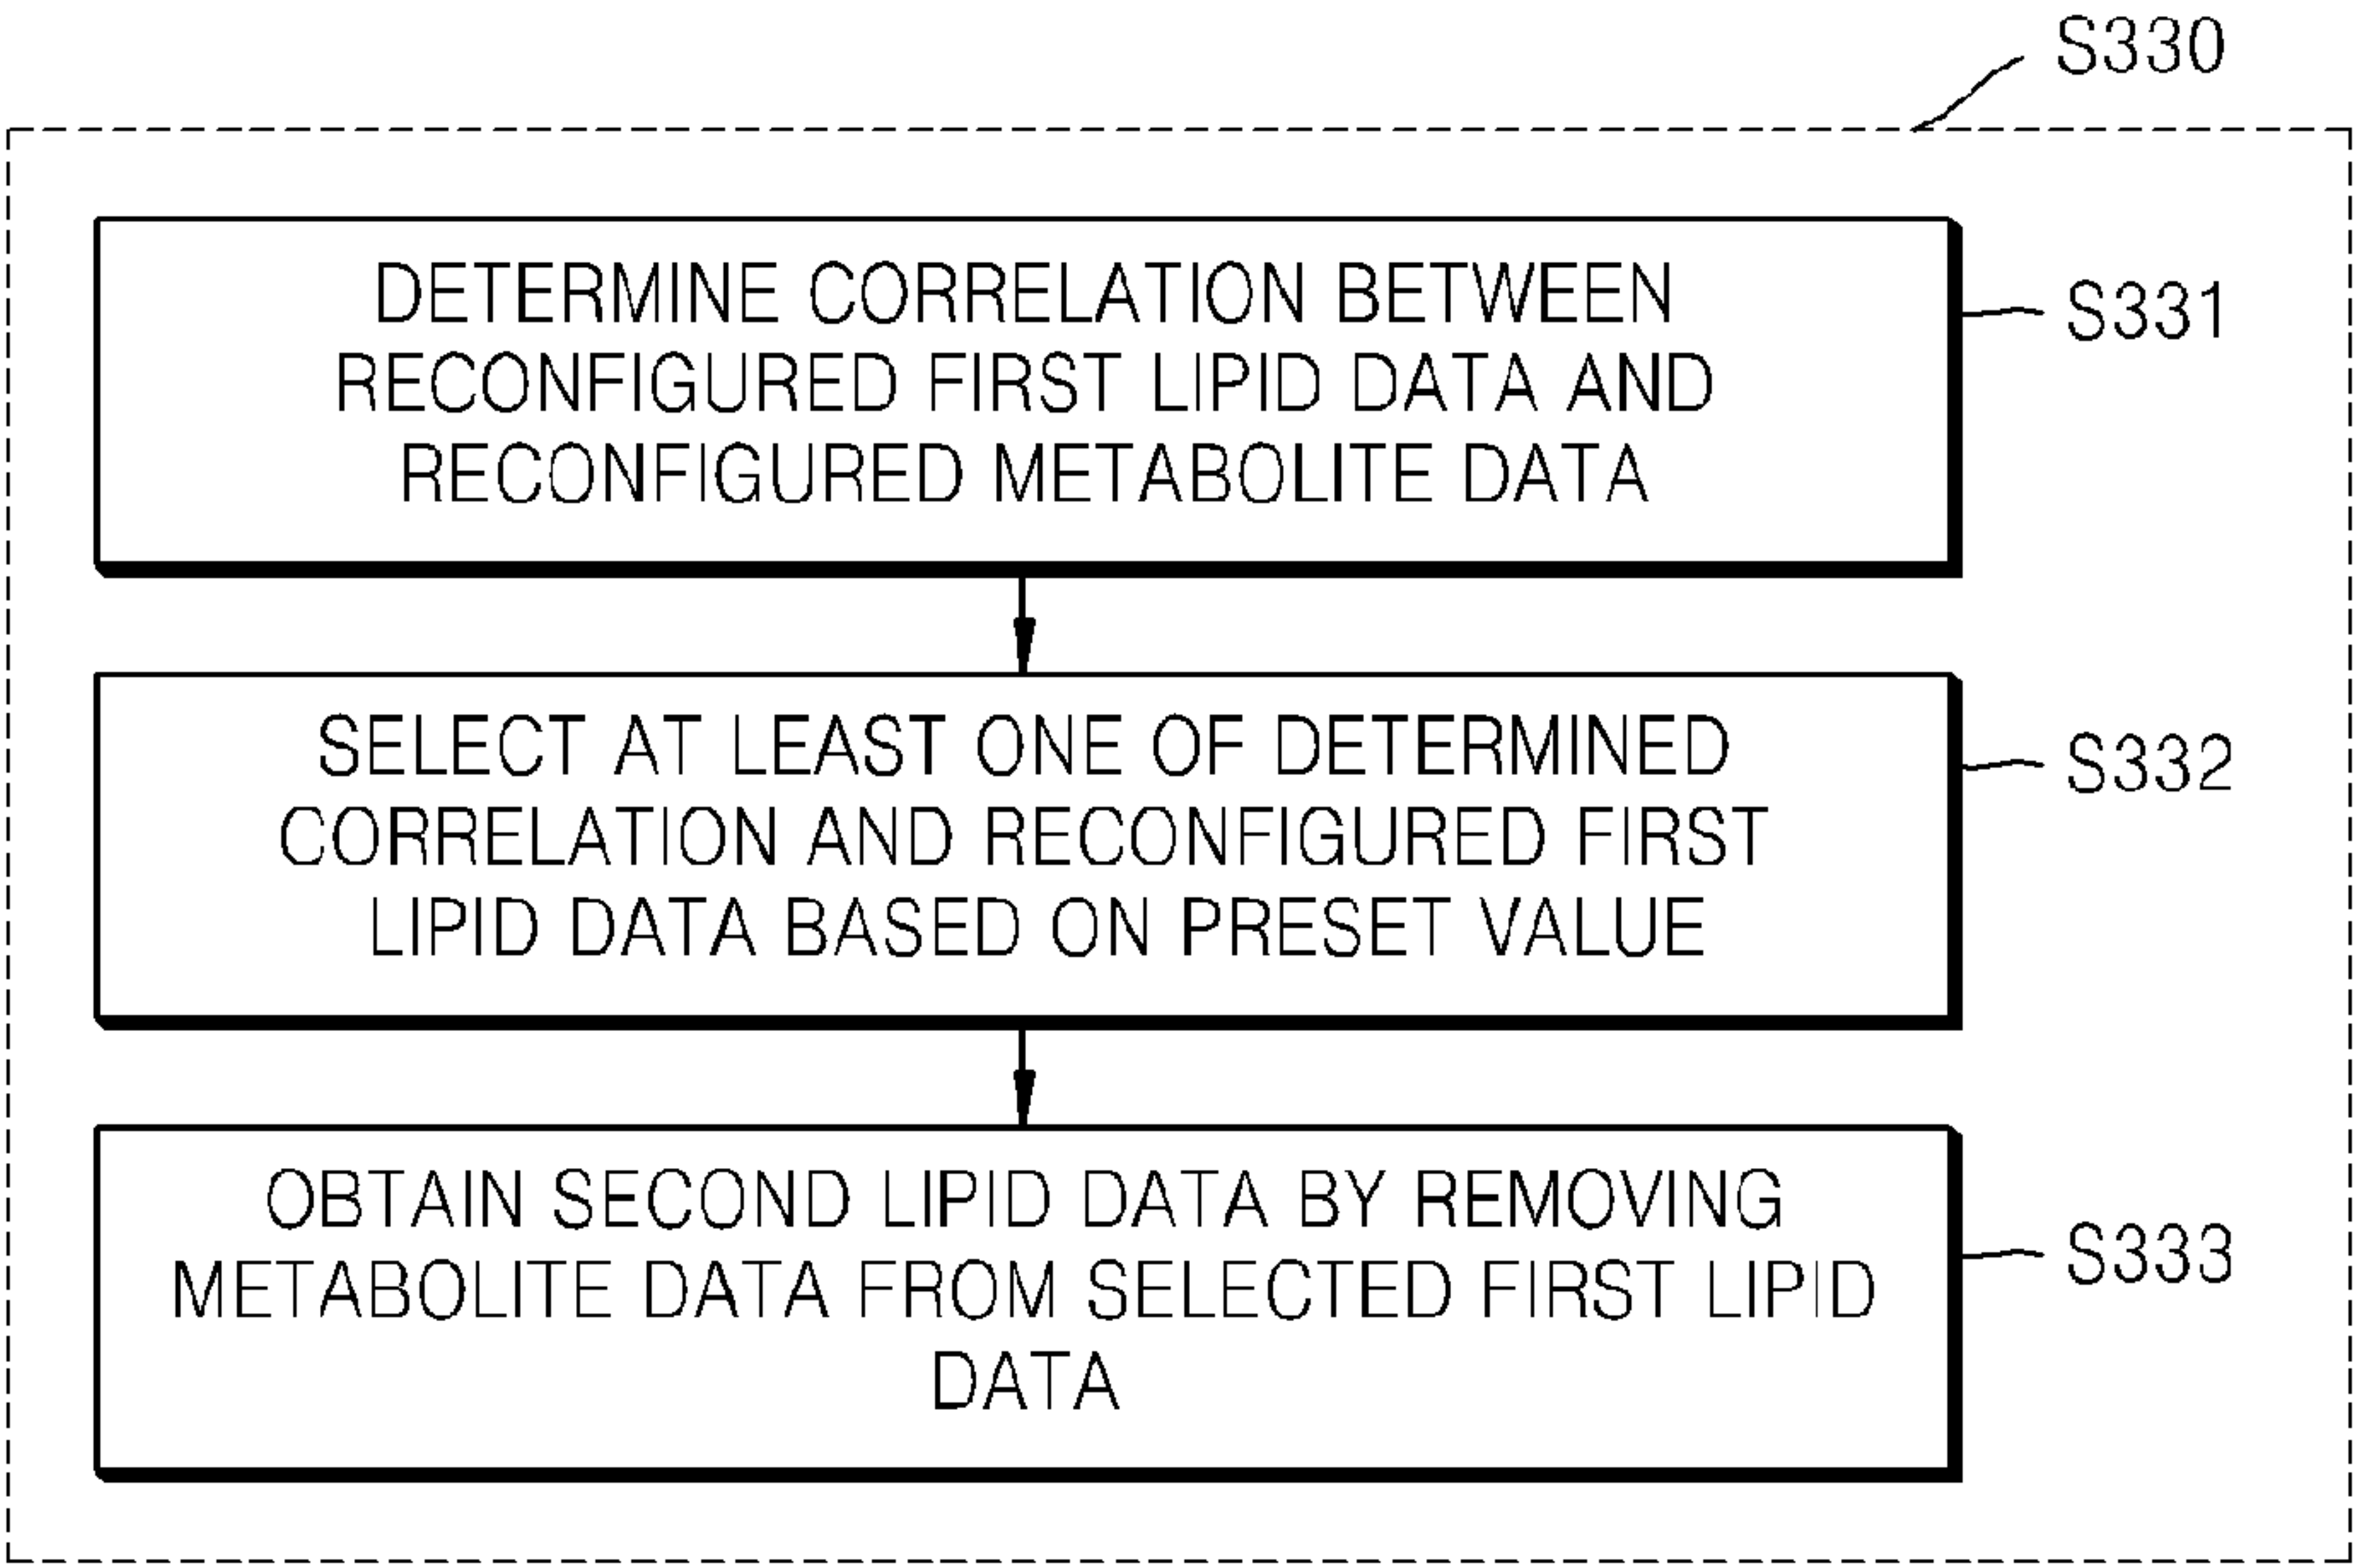 S330
DETERMINE CORRELATION BETWEEN
RECONFIGURED FIRST LIPID DATA AND
RECONFIGURED METABOLITE DATA
S331
SELECT AT LEAST ONE OF DETERMINED
CORRELATION AND RECONFIGURED FIRST
LIPID DATA BASED ON PRESET VALUE
S332
OBTAIN SECOND LIPID DATA BY REMOVING
METABOLITE DATA FROM SELECTED FIRST LIPID
DATA
S333